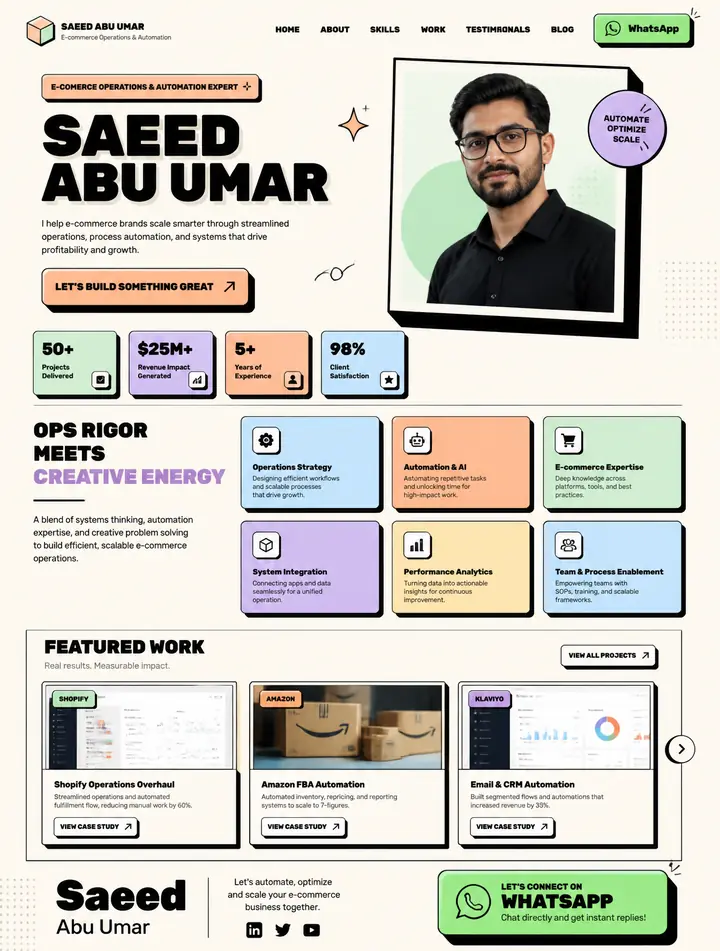 SAEED ABU UMAR
E-commerce Operations & Automation
HOME ABOUT SKILLS WORK TESTIMRƏNALS BLOG
WhatsApp
E-COMERCE OPERATIONS & AUTOMATION EXPERT
SAEED
ABU UMAR
I help e-commerce brands scale smarter through streamlined
operations, process automation, and systems that drive
profitability and growth.
LET'S BUILD SOMETHING GREAT
AUTOMATE
OPTIMIZE
SCALE
50+
Projects
Delivered
$25M+
Revenue Impact
Generated
5+
Years of
Experience
98%
Client
Satisfaction
OPS RIGOR
MEETS
CREATIVE ENERGY
A blend of systems thinking, automation
expertise, and creative problem solving
to build efficient, scalable e-commerce
operations.
Operations Strategy
Designing efficient workflows
and scalable processes
that drive growth.
Automation & AI
Astumating repetitive tasks
and unlocking time for
high-impact work.
E-commerce Expertise
Deep knowledge across
platforms, tools, and best
practices.
System Integration
Connecting apps and data
seamlessly for a unified
operation.
Performance Analytics
Turning data into actionable
insights for continuous
improvement.
Team & Process Enablement
Empowering teams with
SOPs, training, and scalable
frameworks.
FEATURED WORK
Real results. Measurable impact.
VIEW ALL PROJECTS
SHOPIFY
Shopify Operations Overhaul
Streamlined operations and automated
fulfillment flow, reducing manual work by 60%.
VIEW CASE STUDY
AMAZON
Amazon FBA Automation
Automated inventory, repricing, and reporting
systems to scale to 7-figures.
VIEW CASE STUDY
KLAVIYO
Email & CRM Automation
Built segmented flows and automations that
increased revenue by 38%.
VIEW CASE STUDY
Saeed
Abu Umar
Let's automate, optimize
and scale your e-commerce
business together.
LET'S CONNECT ON
WHATSAPP
Chat directly and get instant replies!